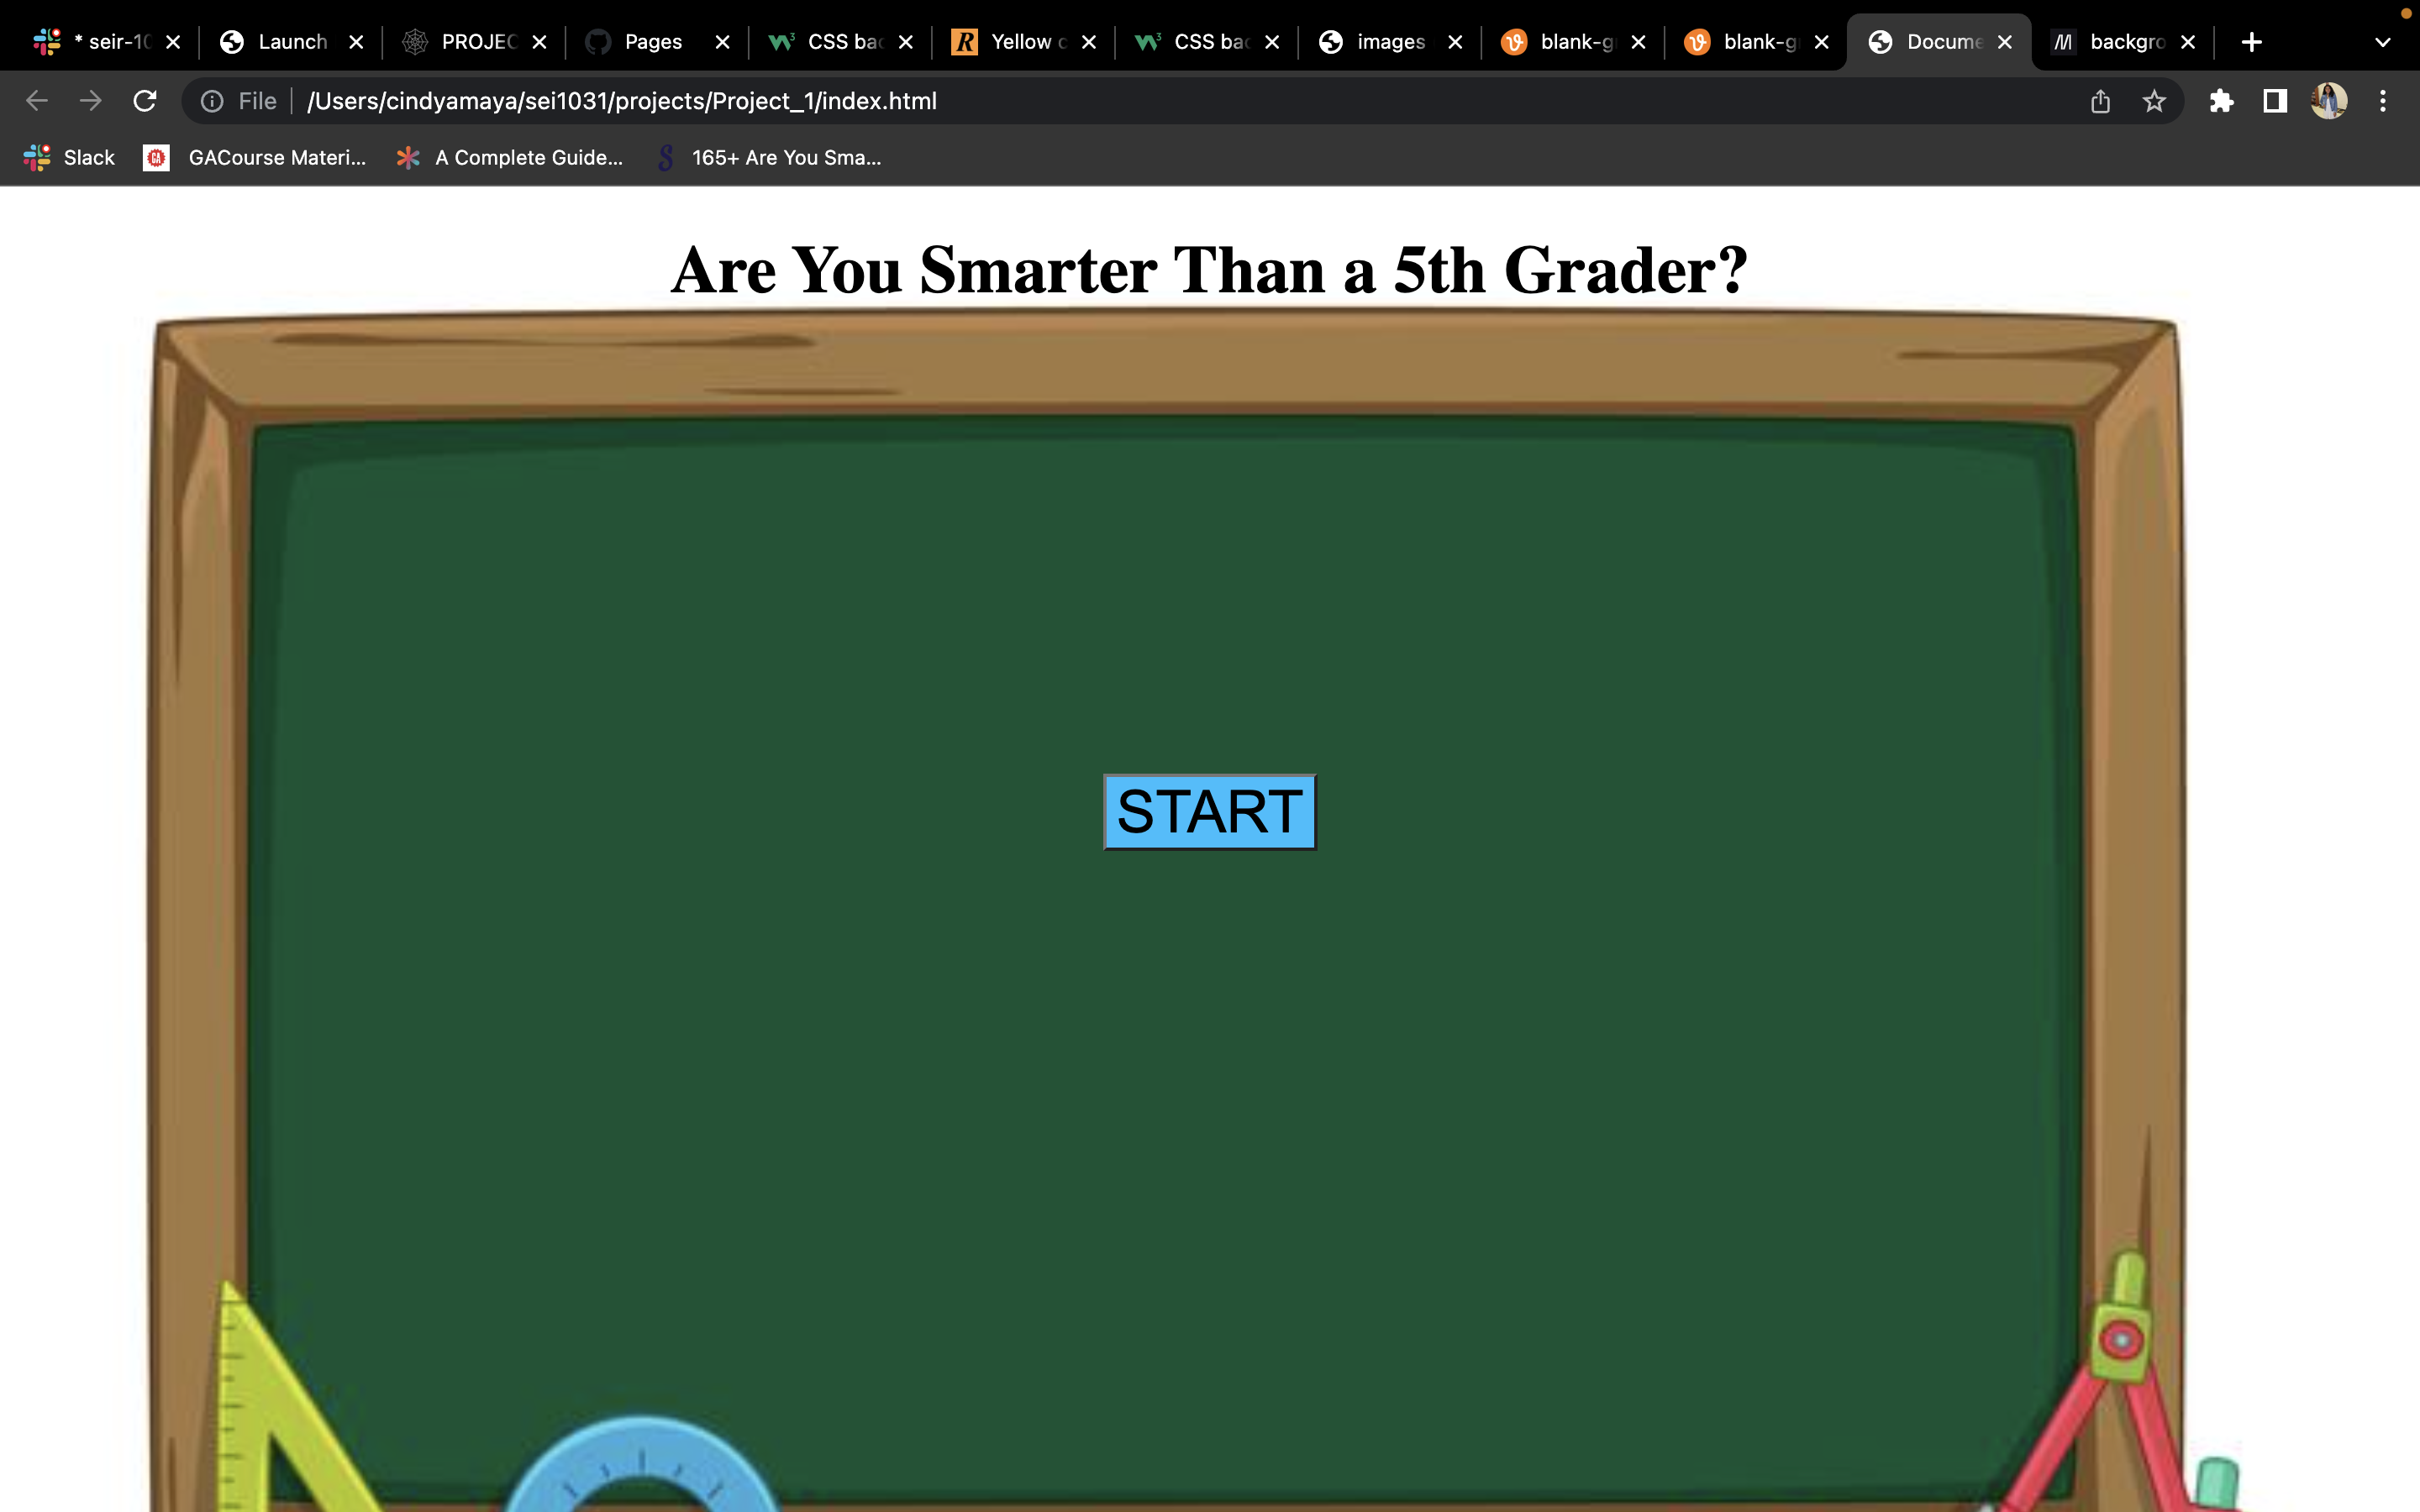 * seir-10 Launch PROJEC Pages CSS bac Yellow c CSS bac images blank-g blank-g Docume backgro
File /Users/cindyamaya/sei1031/projects/Project_1/index.html
Slack GACourse Materi... A Complete Guide... 165+ Are You Sma...
Are You Smarter Than a 5th Grader?
START